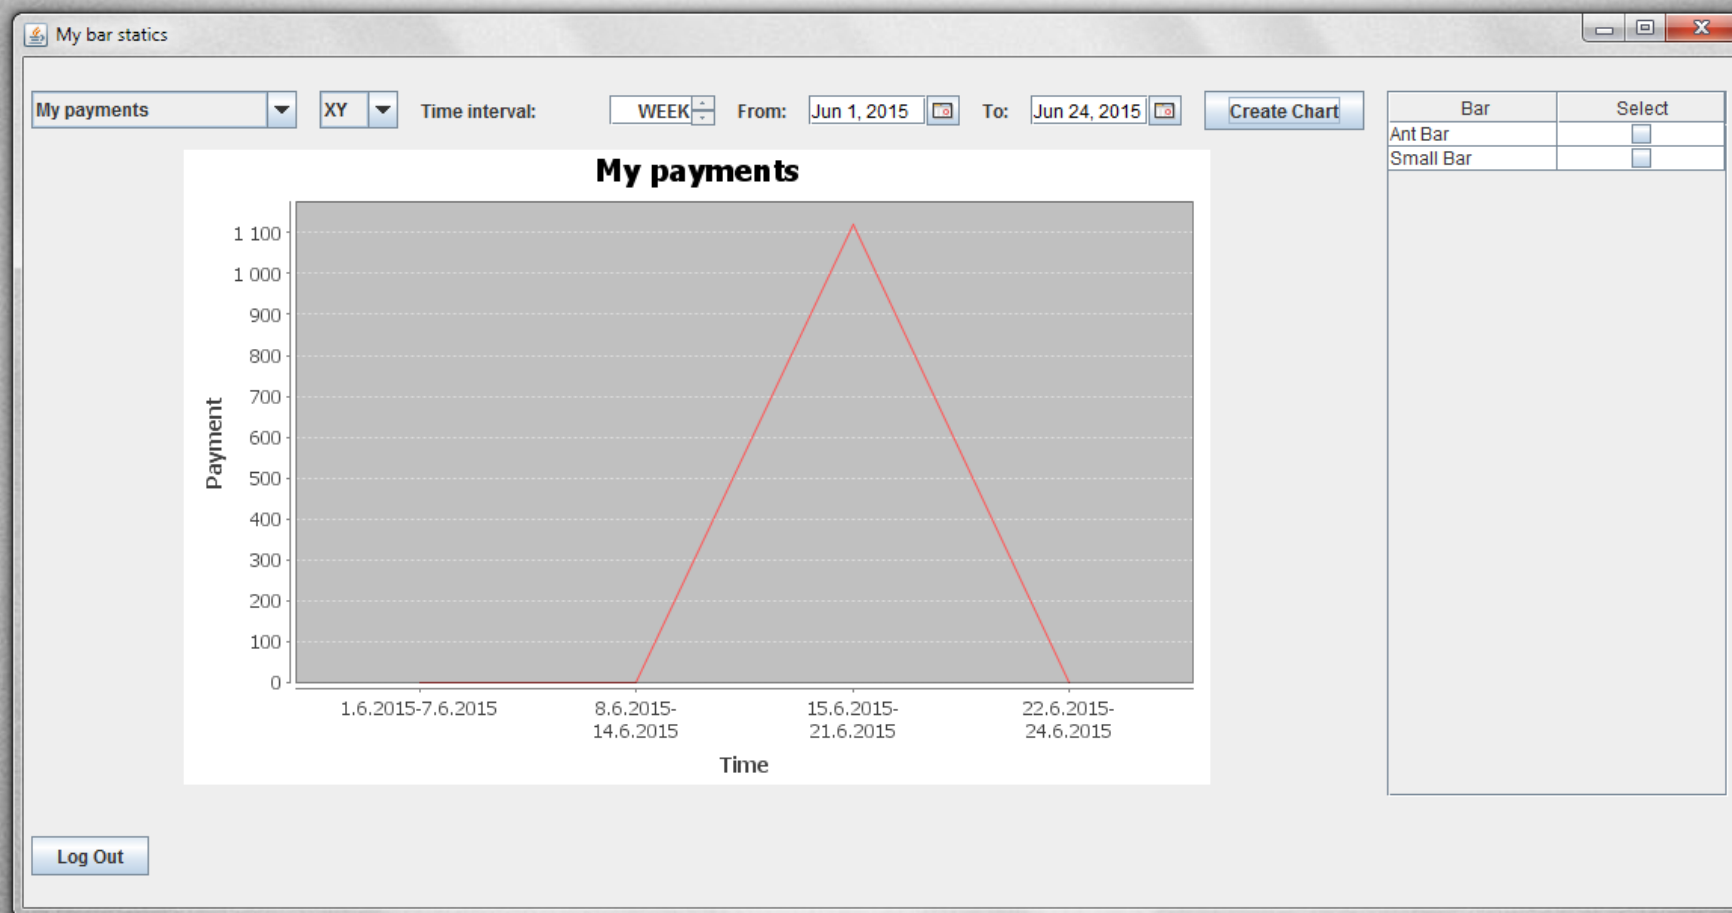 My bar statics
My payments XY Time interval: WEEK From: Jun 1, 2015 To: Jun 24, 2015 Create Chart
Bar Select
Ant Bar
Small Bar
My payments
1 100
1 000
900
800
700
600
500
400
300
200
100
0
Payment
1.6.2015-7.6.2015 8.6.2015- 15.6.2015- 22.6.2015-
14.6.2015 21.6.2015 24.6.2015
Time
Log Out